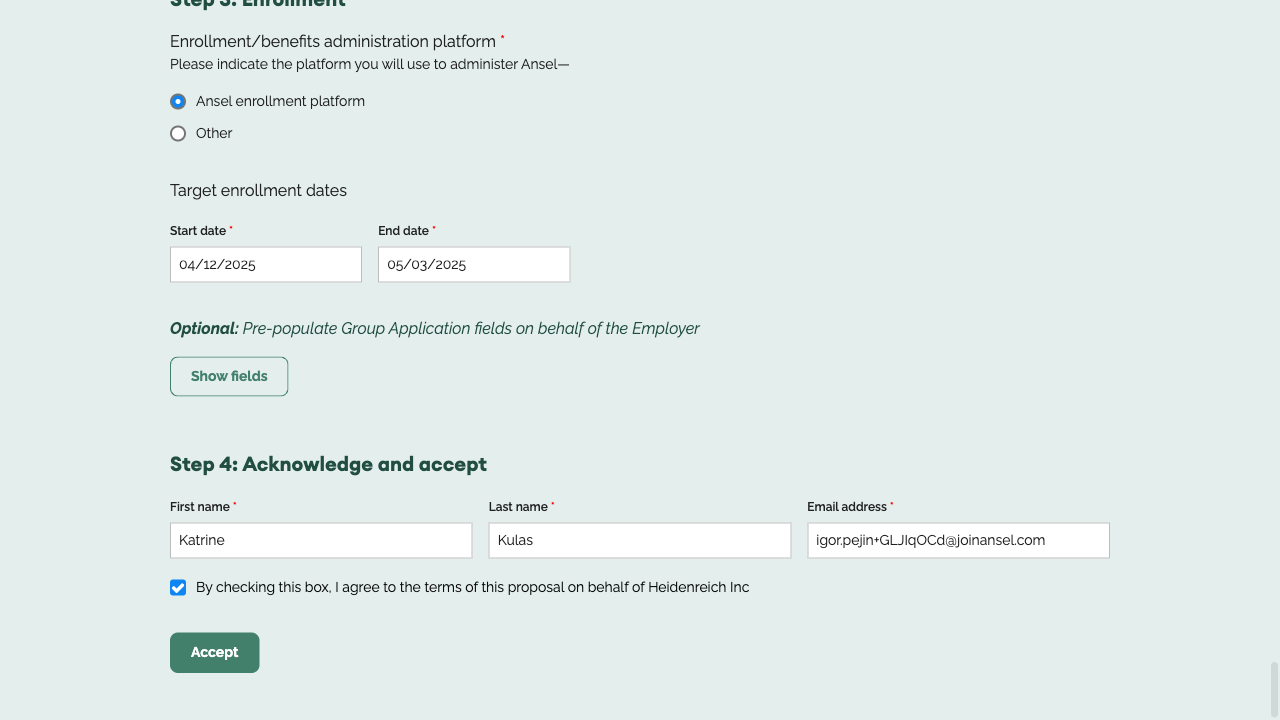 Step 3: Enrollment
Enrollment/benefits administration platform *
Please indicate the platform you will use to administer Ansel—
Ansel enrollment platform
Other
Target enrollment dates
Start date * End date *
04/12/2025 05/03/2025
Optional: Pre-populate Group Application fields on behalf of the Employer
Show fields
Step 4: Acknowledge and accept
First name * Last name * Email address *
Katrine Kulas igor.pejin+GLJIqOCd@joinansel.com
By checking this box, I agree to the terms of this proposal on behalf of Heidenreich Inc
Accept